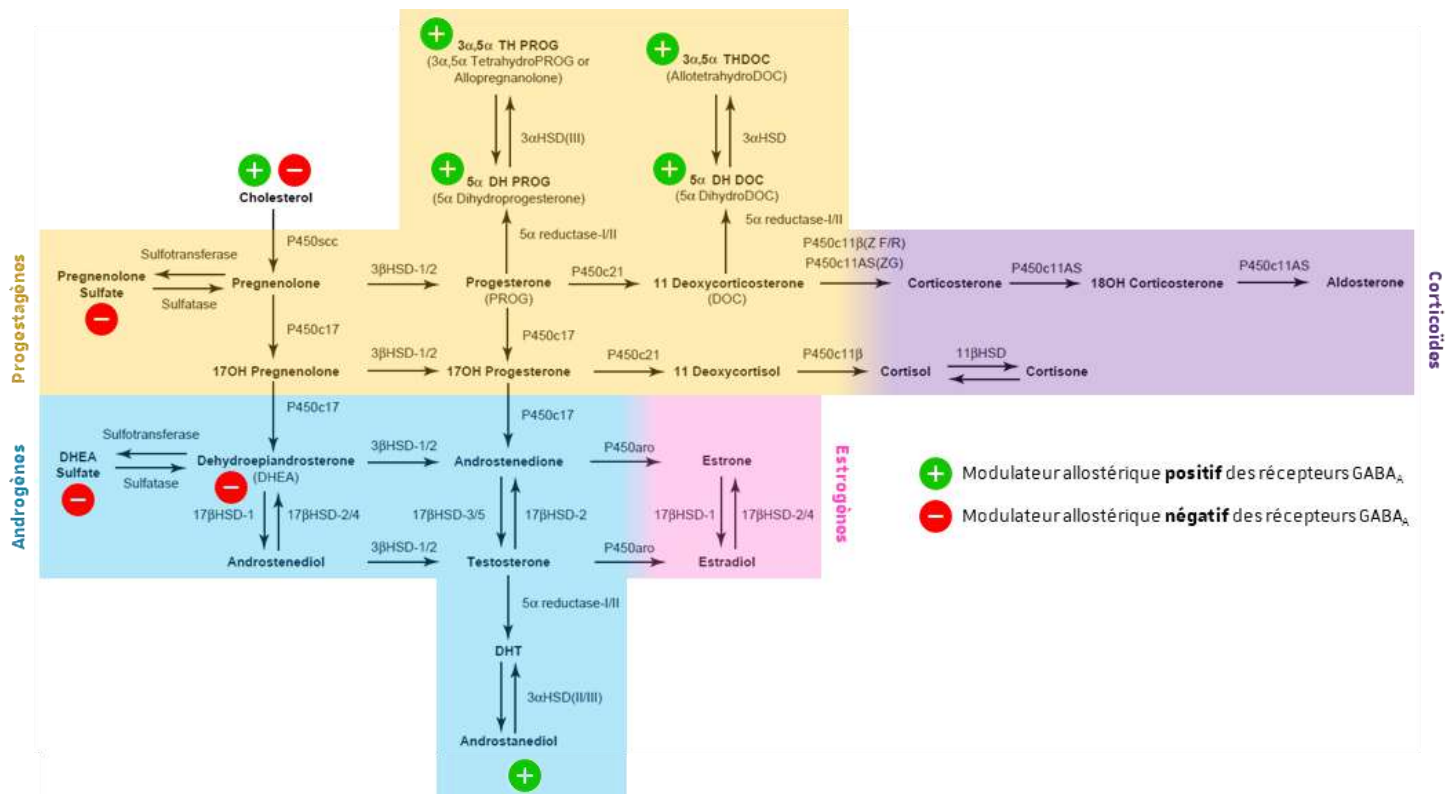 3α,5α TH PROG
(3α,5α TetrahydroPROG or
Allopregnanolone)
3α,5α THDOC
(AllotetrahydroDOC)
3αHSD(III)
3αHSD
Cholesterol
5α DH PROG
(5α Dihydroprogesterone)
5α DH DOC
(5α DihydroDOC)
P450scc
5α reductase-I/II
5α reductase-I/II
Sulfotransferase
Pregnenolone
Sulfate
Sulfatase
Pregnenolone
3βHSD-1/2
Progesterone
(PROG)
P450c21
11 Deoxycorticosterone
(DOC)
P450c11β(Z F/R)
P450c11AS(ZG)
Corticosterone
P450c11AS
18OH Corticosterone
P450c11AS
Aldosterone
Progestagènes
Corticoïdes
P450c17
P450c17
17OH Pregnenolone
3βHSD-1/2
17OH Progesterone
P450c21
11 Deoxycortisol
P450c11β
Cortisol
11βHSD
Cortisone
P450c17
P450c17
Sulfotransferase
DHEA
Sulfate
Sulfatase
Dehydroepiandrosterone
(DHEA)
3βHSD-1/2
Androstenedione
P450aro
Estrone
Androgènes
Estrogènes
17βHSD-1
17βHSD-2/4
17βHSD-3/5
17βHSD-2
17βHSD-1
17βHSD-2/4
Androstenediol
3βHSD-1/2
Testosterone
P450aro
Estradiol
5α reductase-I/II
DHT
3αHSD(II/III)
Androstanediol
Modulateur allostérique positif des récepteurs GABAA
Modulateur allostérique négatif des récepteurs GABAA